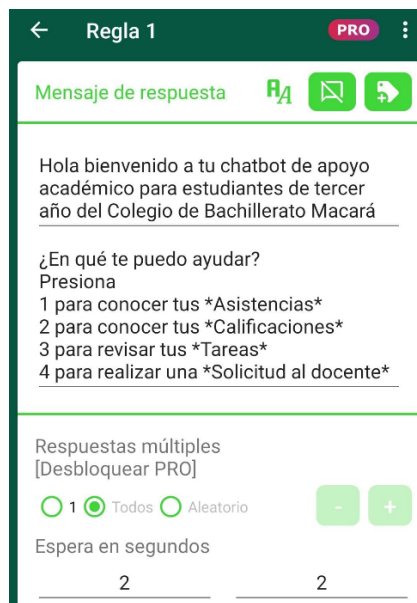 Regla 1
PRO
Mensaje de respuesta
AA
Hola bienvenido a tu chatbot de apoyo
académico para estudiantes de tercer
año del Colegio de Bachillerato Macará
¿En qué te puedo ayudar?
Presiona
1 para conocer tus *Asistencias*
2 para conocer tus *Calificaciones*
3 para revisar tus *Tareas*
4 para realizar una *Solicitud al docente*
Respuestas múltiples
[Desbloquear PRO]
1 Todos Aleatorio
- +
Espera en segundos
2 2